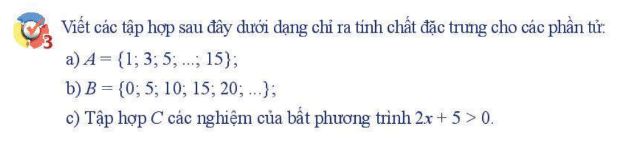 3 Viết các tập hợp sau đây dưới dạng chỉ ra tính chất đặc trưng cho các phần tử:
a) A = {1; 3; 5; ...; 15};
b) B = {0; 5; 10; 15; 20; ...};
c) Tập hợp C các nghiệm của bất phương trình 2x + 5 > 0.